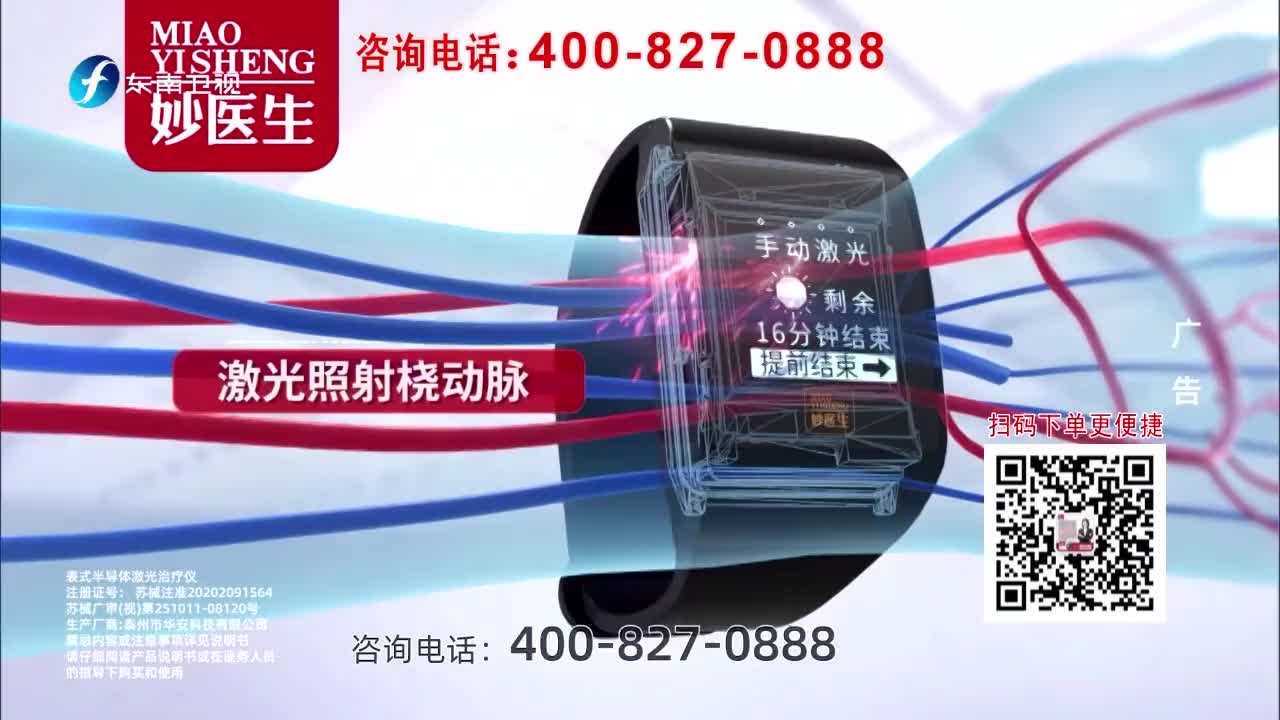 MIAO
YISHENG
妙医生
东南卫视
咨询电话:400-827-0888
手动激光
剩余
16分钟结束
提前结束
MIAO
YISHENG
妙医生
激光照射桡动脉
广告
扫码下单更便捷
表式半导体激光治疗仪
注册证号: 苏械注准20202091564
苏械广审(视)第251011-08120号
生产厂商:泰州市华安科技有限公司
禁忌内容或注意事项详见说明书
请仔细阅读产品说明书或在医务人员
的指导下购买和使用
咨询电话: 400-827-0888